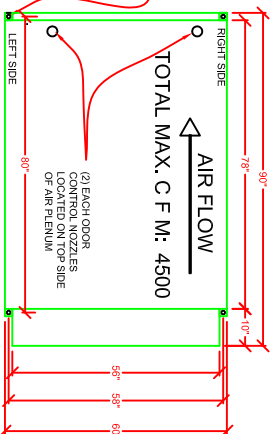 RIGHT SIDE
LEFT SIDE
AIR FLOW
TOTAL MAX. C F M: 4500
(2) EACH ODOR
CONTROL NOZZLES
LOCATED ON TOP SIDE
OF AIR PLENUM
90"
78"
10"
80"
56"
58"